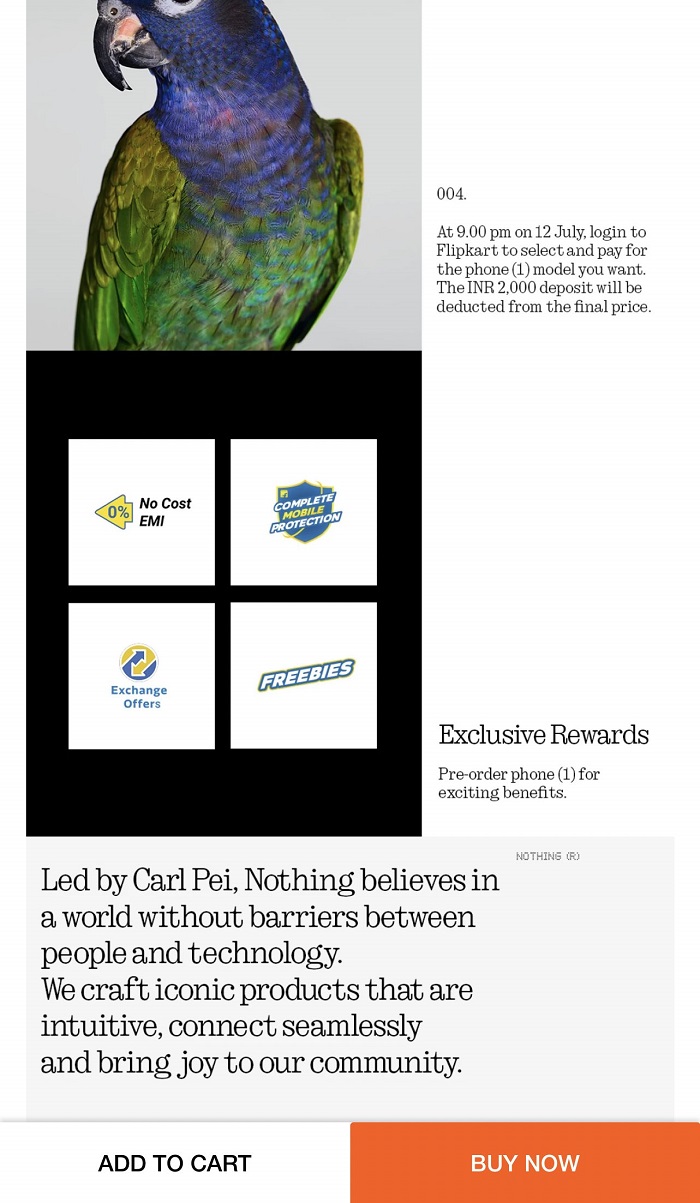 004.
At 9.00 pm on 12 July, login to
Flipkart to select and pay for
the phone (1) model you want.
The INR 2,000 deposit will be
deducted from the final price.
0% No Cost
EMI
COMPLETE
MOBILE
PROTECTION
Exchange
Offers
FREEBIES
Exclusive Rewards
Pre-order phone (1) for
exciting benefits.
NOTHING (R)
Led by Carl Pei, Nothing believes in
a world without barriers between
people and technology.
We craft iconic products that are
intuitive, connect seamlessly
and bring joy to our community.
ADD TO CART
BUY NOW